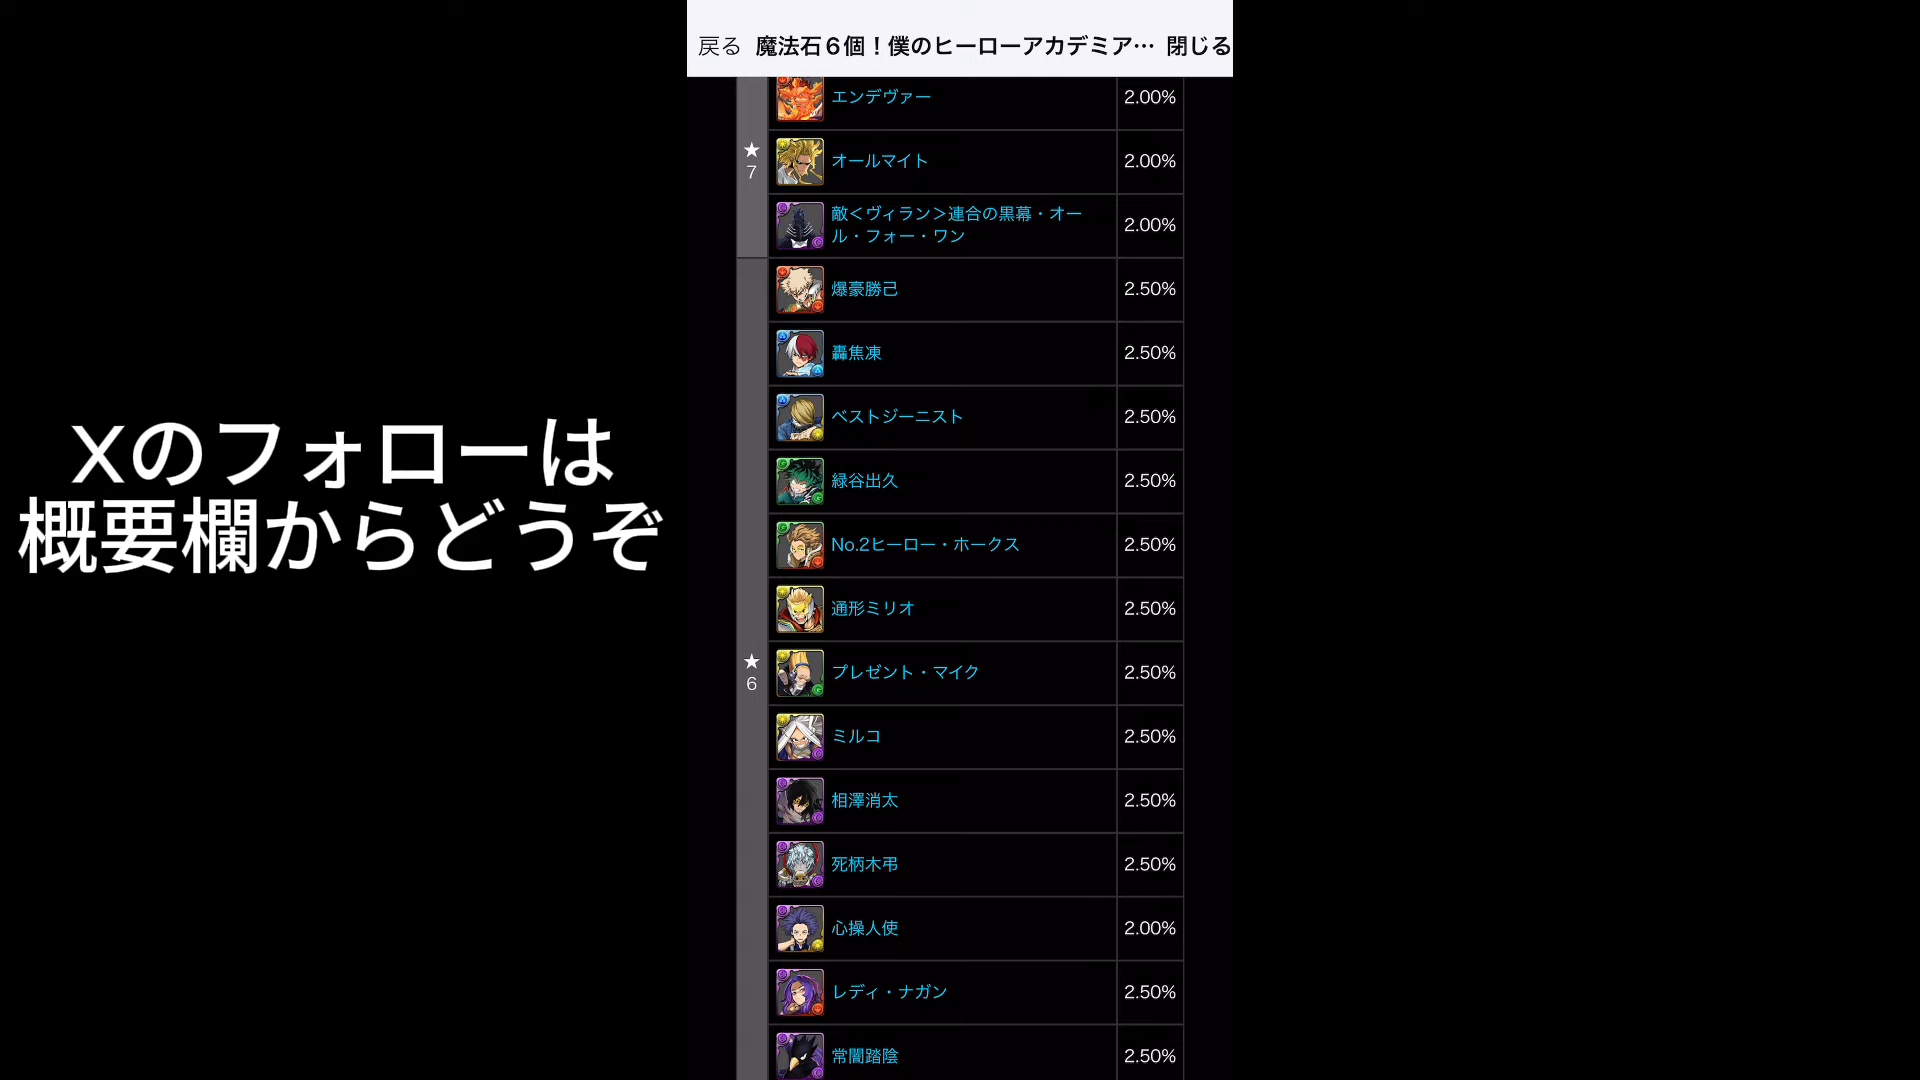 戻る 魔法石6個！僕のヒーローアカデミア… 閉じる
エンデヴァー 2.00%
★
7
オールマイト 2.00%
敵＜ヴィラン＞連合の黒幕・オー
ル・フォー・ワン 2.00%
爆豪勝己 2.50%
轟焦凍 2.50%
ベストジーニスト 2.50%
Xのフォローは
概要欄からどうぞ
緑谷出久 2.50%
No.2ヒーロー・ホークス 2.50%
通形ミリオ 2.50%
★
6
プレゼント・マイク 2.50%
ミルコ 2.50%
相澤消太 2.50%
死柄木弔 2.50%
心操人使 2.00%
レディ・ナガン 2.50%
常闇踏陰 2.50%